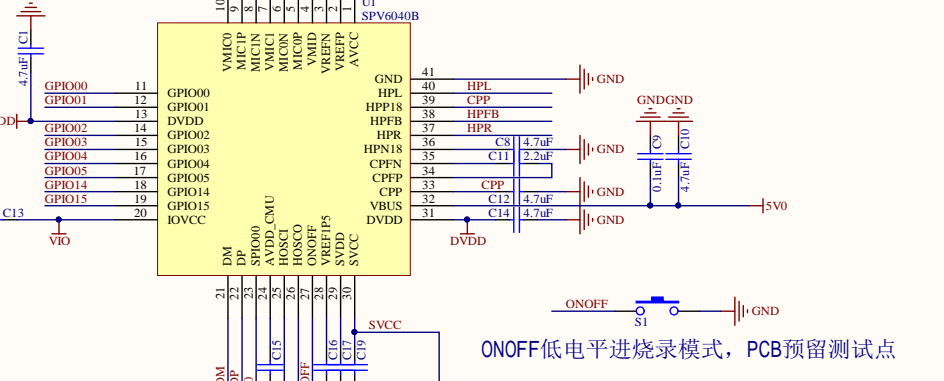 U1
SPV6040B
10 9 8 7 6 5 4 3 2 1
VMIC0 MIC1P MIC1N VMIC1 MIC0N MIC0P VMID VREFN VREFP AVCC
C1
4.7uF
GPIO00 11 GPIO00
GPIO01 12 GPIO01
13 DVDD
GPIO02 14 GPIO02
GPIO03 15 GPIO03
GPIO04 16 GPIO04
GPIO05 17 GPIO05
GPIO14 18 GPIO14
GPIO15 19 GPIO15
C13 20 IOVCC
VIO
GND 41 GND
HPL 40 HPL
HPP18 39 CPP
HPFB 38 HPFB
HPR 37 HPR
HPN18 36 C8 4.7uF GND
CPFN 35 C11 2.2uF
CPFP 34
CPP 33 CPP GND
VBUS 32 C12 4.7uF 5V0
DVDD 31 C14 4.7uF GND
DVDD
GND GND
C9 C10
0.1uF 4.7uF
DM DP SPIO00 AVDD_CMU HOSCI HOSCO ONOFF VREF1P5 SVDD SVCC
21 22 23 24 25 26 27 28 29 30
SVCC
C15 C16 C17 C19
ONOFF S1 GND
ONOFF低电平进烧录模式，PCB预留测试点